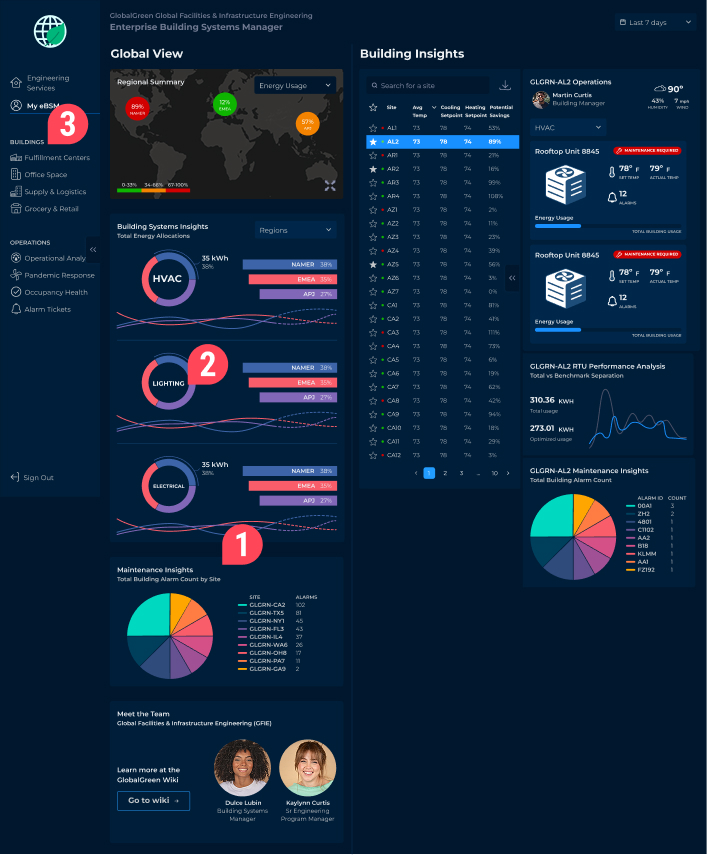 GlobalGreen Global Facilities & Infrastructure Engineering
Enterprise Building Systems Manager
Last 7 days
Engineering
Services
My eBSM
3
BUILDINGS
Fulfillment Centers
Office Space
Supply & Logistics
Grocery & Retail
OPERATIONS
Operational Analy
Pandemic Response
Occupancy Health
Alarm Tickets
Sign Out
Global View
Regional Summary
Energy Usage
89%
NAMER
12%
EMEA
57%
APJ
0-33% 34-66% 67-100%
Building Systems Insights
Total Energy Allocations
Regions
HVAC
35 kWh
38%
NAMER 38%
EMEA 35%
APJ 27%
2
LIGHTING
NAMER 38%
EMEA 35%
APJ 27%
ELECTRICAL
35 kWh
38%
NAMER 38%
EMEA 35%
APJ 27%
1
Maintenance Insights
Total Building Alarm Count by Site
SITE ALARMS
GLGRN-CA2 102
GLGRN-TX5 81
GLGRN-NY1 45
GLGRN-FL3 43
GLGRN-IL4 37
GLGRN-WA6 26
GLGRN-OH8 17
GLGRN-PA7 11
GLGRN-GA9 2
Meet the Team
Global Facilities & Infrastructure Engineering (GFIE)
Learn more at the
GlobalGreen Wiki
Go to wiki →
Dulce Lubin
Building Systems
Manager
Kaylynn Curtis
Sr Engineering
Program Manager
Building Insights
Search for a site
Site Avg Temp Cooling Setpoint Heating Setpoint Potential Savings
AL1 73 78 74 53%
AL2 73 78 74 89%
AR1 73 78 74 21%
AR2 73 78 74 16%
AR3 73 78 74 99%
AR4 73 78 74 108%
AZ1 73 78 74 2%
AZ2 73 78 74 11%
AZ3 73 78 74 23%
AZ4 73 78 74 39%
AZ5 73 78 74 56%
AZ6 73 78 74 3%
AZ7 73 78 74 0%
CA1 73 78 74 81%
CA2 73 78 74 41%
CA3 73 78 74 111%
CA4 73 78 74 73%
CA5 73 78 74 6%
CA6 73 78 74 19%
CA7 73 78 74 62%
CA8 73 78 74 42%
CA9 73 78 74 94%
CA10 73 78 74 18%
CA11 73 78 74 29%
CA12 73 78 74 3%
< 1 2 3 ... 10 >
GLGRN-AL2 Operations
Martin Curtis
Building Manager
90°
43%
HUMIDITY
7 mph
WIND
HVAC
Rooftop Unit 8845
MAINTENANCE REQUIRED
78° F
SET TEMP
79° F
ACTUAL TEMP
12
ALARMS
Energy Usage
TOTAL BUILDING USAGE
Rooftop Unit 8845
MAINTENANCE REQUIRED
78° F
SET TEMP
79° F
ACTUAL TEMP
12
ALARMS
Energy Usage
TOTAL BUILDING USAGE
GLGRN-AL2 RTU Performance Analysis
Total vs Benchmark Separation
310.36 KWH
Total usage
273.01 KWH
Optimized usage
GLGRN-AL2 Maintenance Insights
Total Building Alarm Count
ALARM ID COUNT
00A1 3
ZH2 2
4801 1
C1102 1
AA2 1
B18 1
KLMM 1
AA1 1
FZ192 1